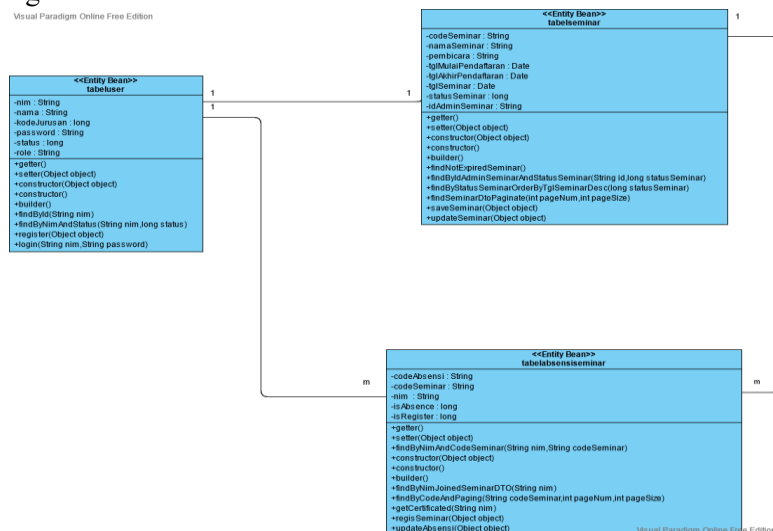 Visual Paradigm Online Free Edition
<<Entity Bean>>
tabelseminar
-codeSeminar : String
-namaSeminar : String
-pembicara : String
-tglMulaiPendaftaran : Date
-tglAkhirPendaftaran : Date
-tglSeminar : Date
-statusSeminar : long
-idAdminSeminar : String
+getter()
+setter(Object object)
+constructor(Object object)
+constructor()
+builder()
+findNotExpiredSeminar()
+findByIdAdminSeminarAndStatusSeminar(String id,long statusSeminar)
+findByStatusSeminarOrderByTglSeminarDesc(long statusSeminar)
+findSeminarDtoPaginate(int pageNum,int pageSize)
+saveSeminar(Object object)
+updateSeminar(Object object)
1
<<Entity Bean>>
tabeluser
-nim : String
-nama : String
-kodeJurusan : long
-password : String
-status : long
-role : String
+getter()
+setter(Object object)
+constructor(Object object)
+constructor()
+builder()
+findById(String nim)
+findByNimAndStatus(String nim,long status)
+register(Object object)
+login(String nim,String password)
1
1
1
<<Entity Bean>>
tabelabsensiseminar
-codeAbsensi : String
-codeSeminar : String
-nim : String
-isAbsence : long
-isRegister : long
+getter()
+setter(Object object)
+findByNimAndCodeSeminar(String nim,String codeSeminar)
+constructor(Object object)
+constructor()
+builder()
+findByNimJoinedSeminarDTO(String nim)
+findByCodeAndPaging(String codeSeminar,int pageNum,int pageSize)
+getCertificated(String nim)
+regisSeminar(Object object)
+updateAbsensi(Object object)
m
m
Visual Paradigm Online Free Edition